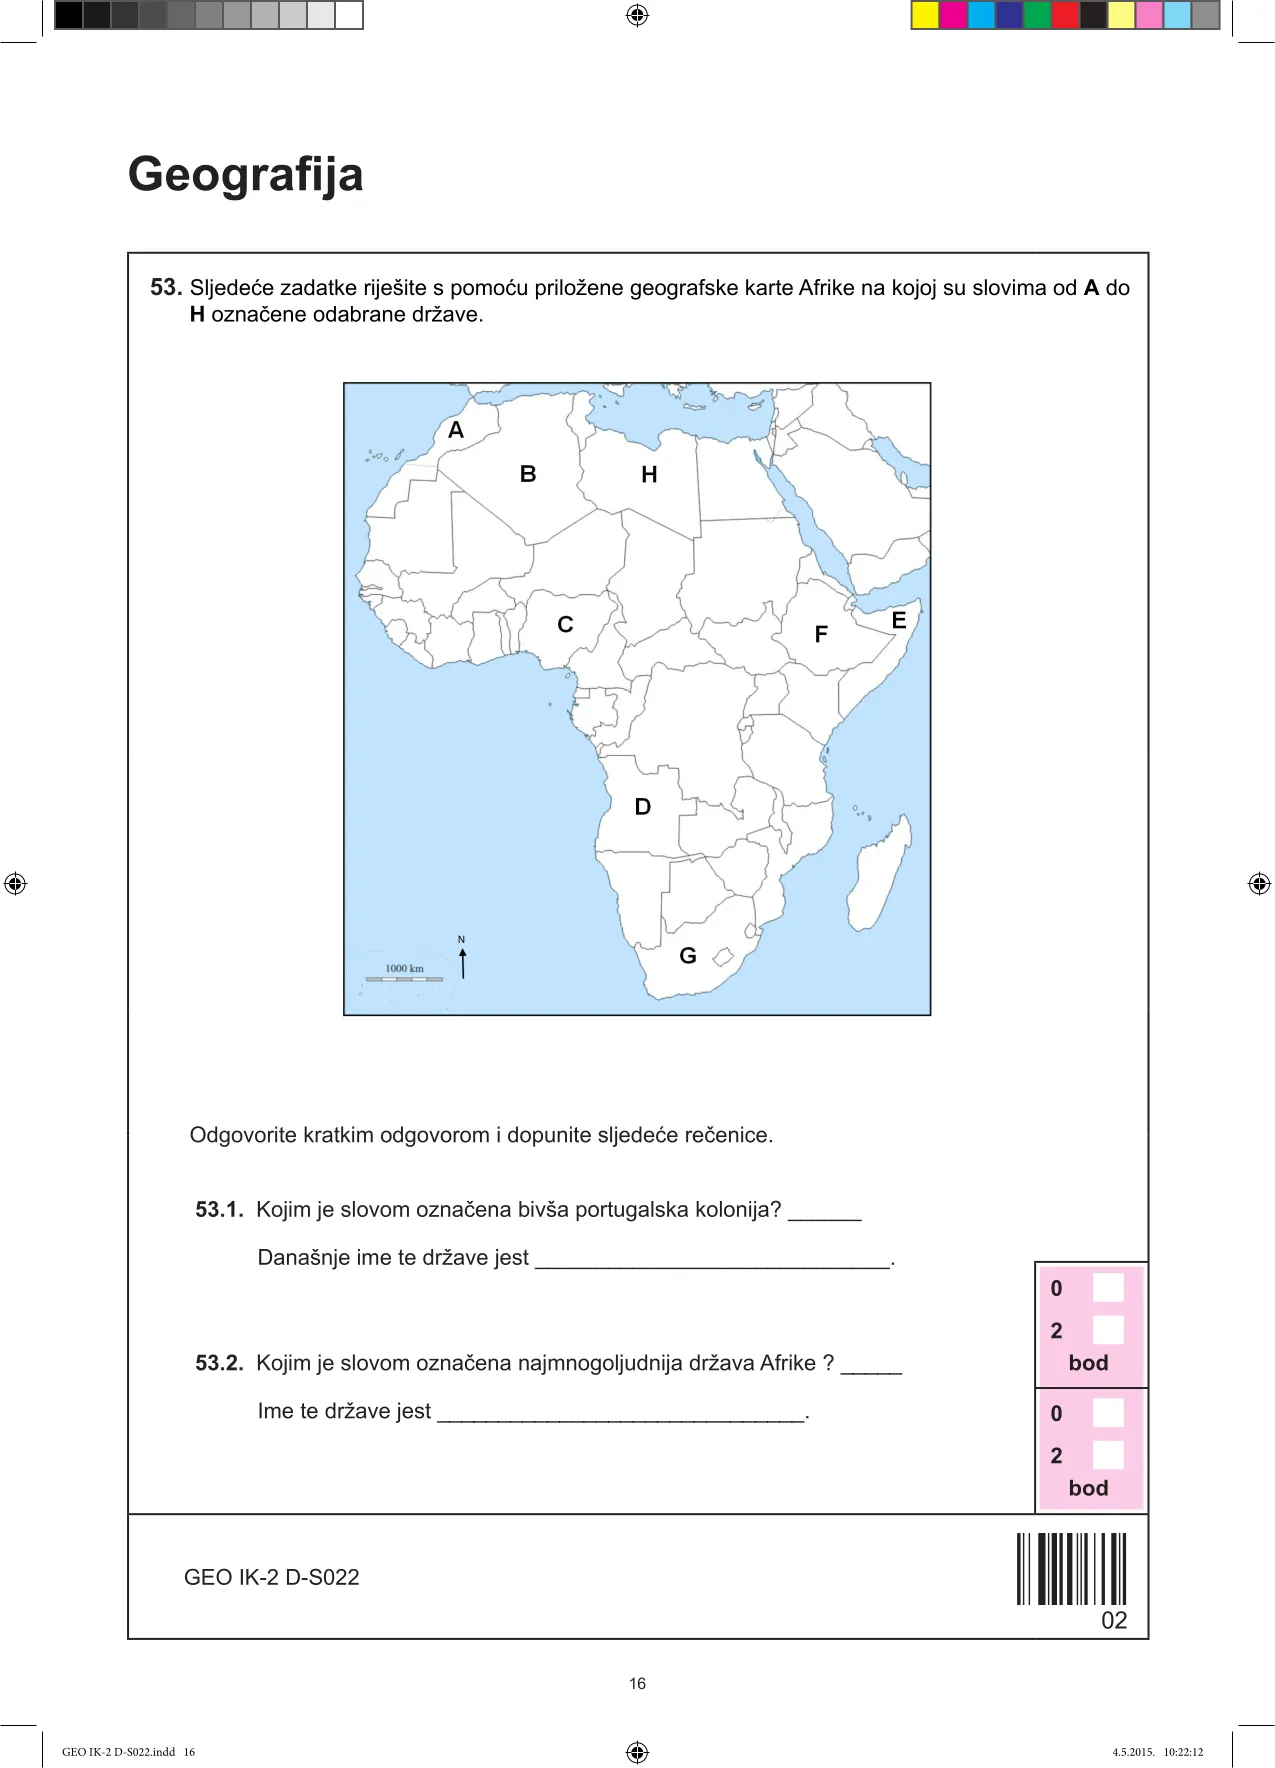 Geografija
53. Sljedeće zadatke riješite s pomoću priložene geografske karte Afrike na kojoj su slovima od A do
H označene odabrane države.
A
B
H
C
E
F
D
G
N
1000 km
Odgovorite kratkim odgovorom i dopunite sljedeće rečenice.
53.1. Kojim je slovom označena bivša portugalska kolonija? ______
Današnje ime te države jest _____________________________.
0
2
bod
53.2. Kojim je slovom označena najmnogoljudnija država Afrike ? _____
Ime te države jest ______________________________.
0
2
bod
GEO IK-2 D-S022
02
16
GEO IK-2 D-S022.indd 16
4.5.2015. 10:22:12